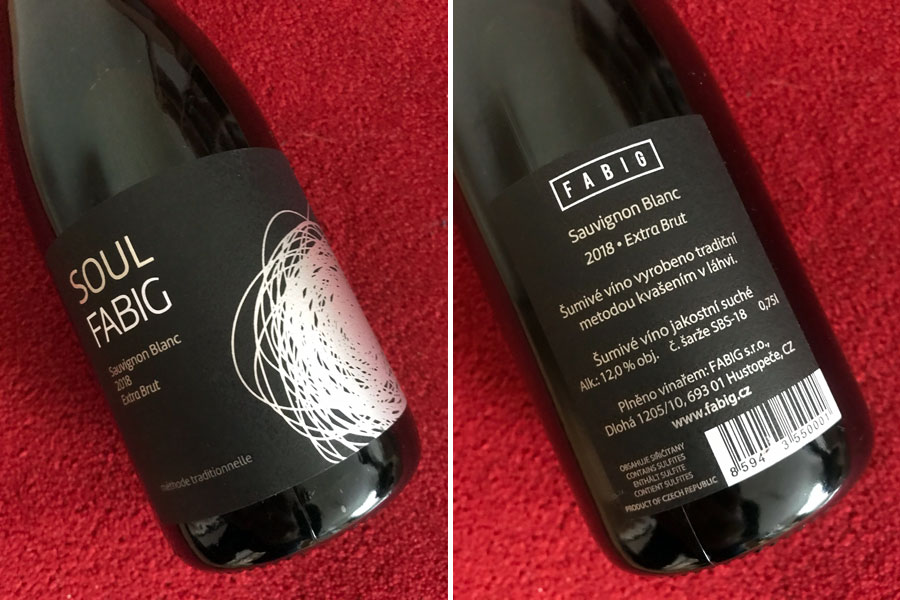 SOUL
FABIG
Sauvignon Blanc
2018
Extra Brut
méthode traditionnelle
FABIG
Sauvignon Blanc
2018 • Extra Brut
Šumivé víno vyrobeno tradiční
metodou kvašením v láhvi.
Šumivé víno jakostní suché
Alk.: 12,0 % obj. č. šarže SBS-18 0,75l
Plněno vinařem: FABIG s.r.o.,
Dlohá 1205/10, 693 01 Hustopeče, CZ
www.fabig.cz
OBSAHUJE SIŘIČITANY
CONTAINS SULFITES
ENTHÄLT SULFITE
CONTIENT SULFITES
PRODUCT OF CZECH REPUBLIC